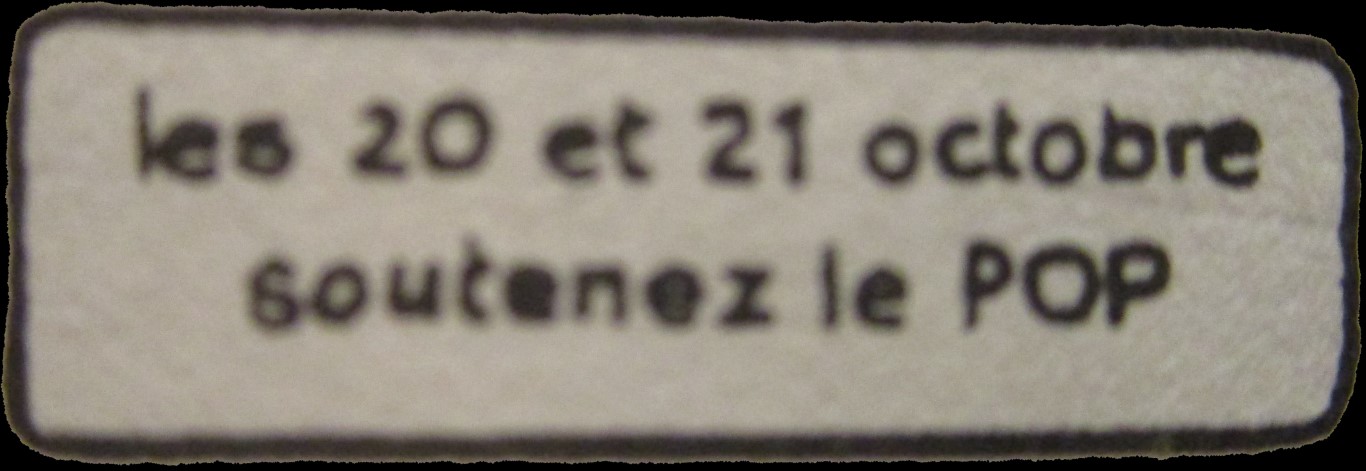 les 20 et 21 octobre
soutenez le POP